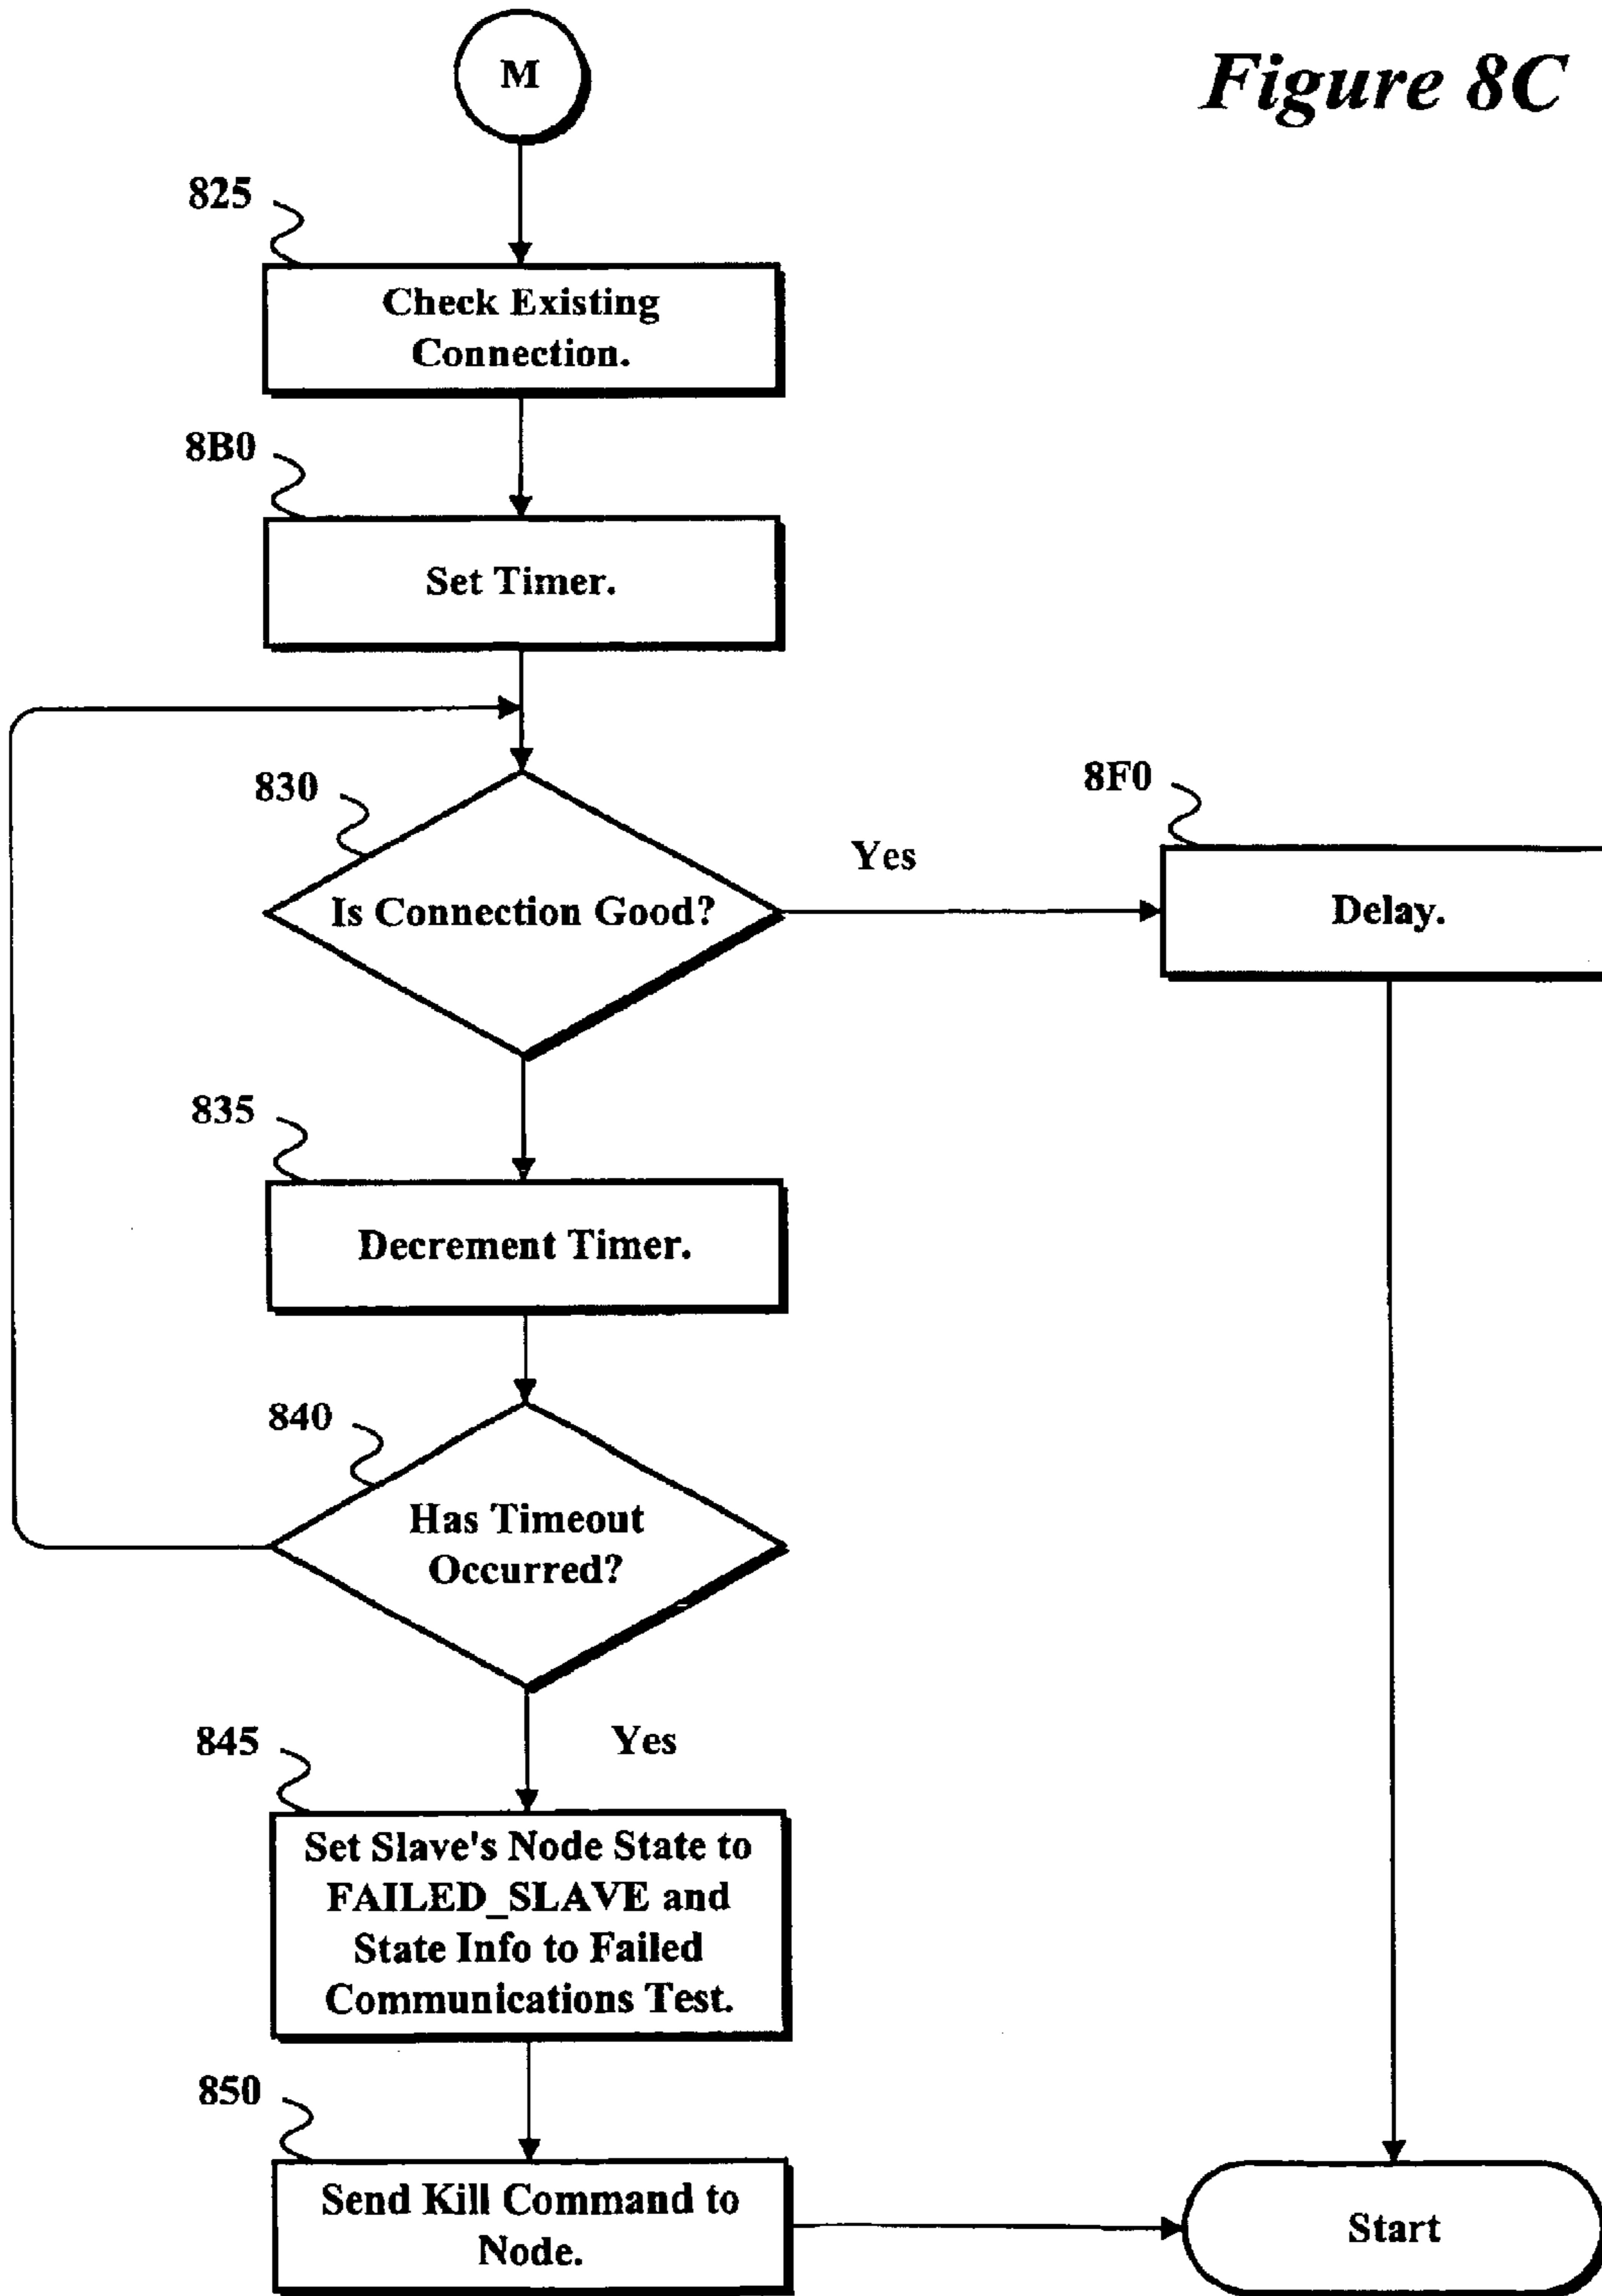 Figure 8C
M
825
Check Existing
Connection.
8B0
Set Timer.
830
Is Connection Good?
Yes
8F0
Delay.
835
Decrement Timer.
840
Has Timeout
Occurred?
Yes
845
Set Slave's Node State to
FAILED_SLAVE and
State Info to Failed
Communications Test.
850
Send Kill Command to
Node.
Start